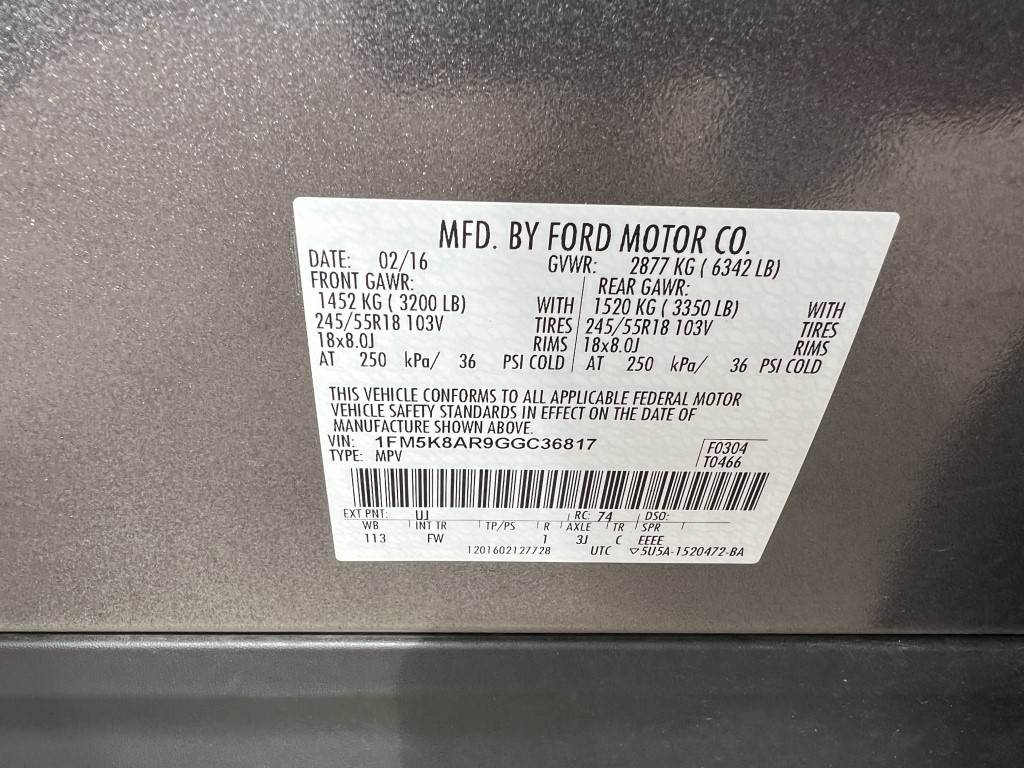 MFD. BY FORD MOTOR CO.
DATE: 02/16 GVWR: 2877 KG ( 6342 LB)
FRONT GAWR: REAR GAWR:
1452 KG ( 3200 LB) WITH 1520 KG ( 3350 LB) WITH
245/55R18 103V TIRES 245/55R18 103V TIRES
18x8.0J RIMS 18x8.0J RIMS
AT 250 kPa/ 36 PSI COLD AT 250 kPa/ 36 PSI COLD
THIS VEHICLE CONFORMS TO ALL APPLICABLE FEDERAL MOTOR
VEHICLE SAFETY STANDARDS IN EFFECT ON THE DATE OF
MANUFACTURE SHOWN ABOVE.
VIN: 1FM5K8AR9GGC36817 F0304
TYPE: MPV T0466
EXT PNT: UJ RC: 74 DSO:
WB INT TR TP/PS R AXLE TR SPR
113 FW 1 3J C EEEE
1201602127728 UTC ▽5U5A-1520472-BA